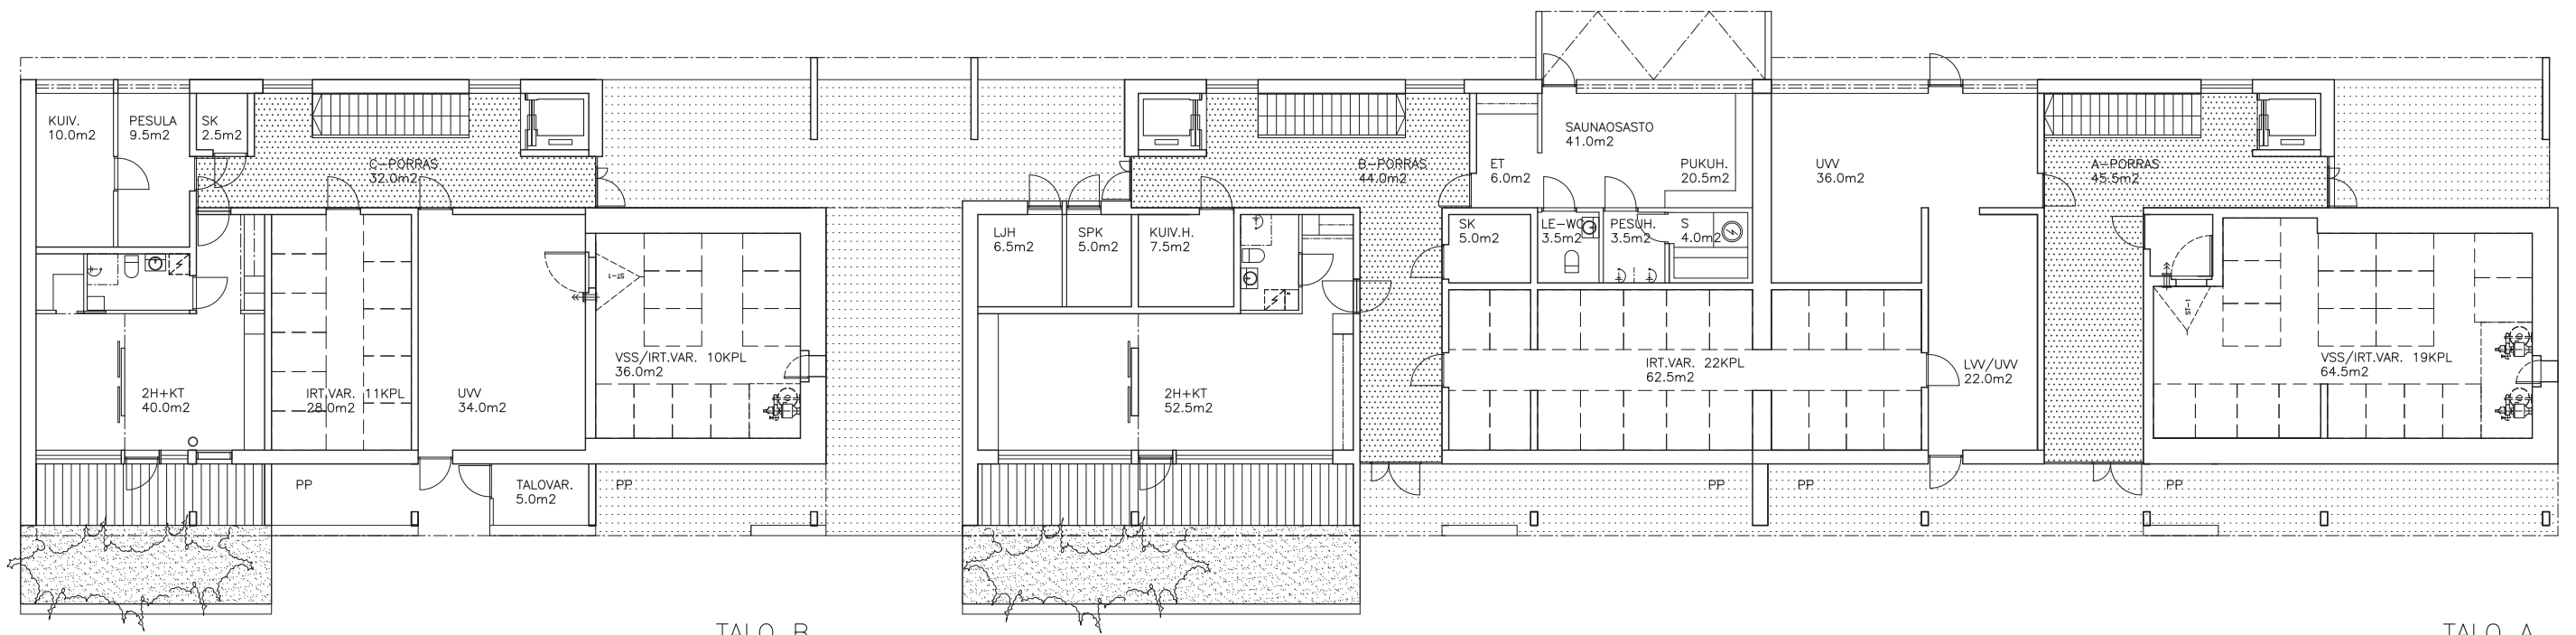 KUIV.
10.0m2
PESULA
9.5m2
SK
2.5m2
C-PORRAS
32.0m2
2H+KT
40.0m2
IRT.VAR. 11KPL
28.0m2
UVV
34.0m2
ST-1
VSS/IRT.VAR. 10KPL
36.0m2
PP
TALOVAR.
5.0m2
PP
LJH
6.5m2
SPK
5.0m2
KUIV.H.
7.5m2
2H+KT
52.5m2
B-PORRAS
44.0m2
ET
6.0m2
SAUNAOSASTO
41.0m2
PUKUH.
20.5m2
SK
5.0m2
LE-WC
3.5m2
PESUH.
3.5m2
S
4.0m2
UVV
36.0m2
IRT.VAR. 22KPL
62.5m2
LVV/UVV
22.0m2
A-PORRAS
45.5m2
ST-1
VSS/IRT.VAR. 19KPL
64.5m2
PP
PP
PP
TALO B
TALO A